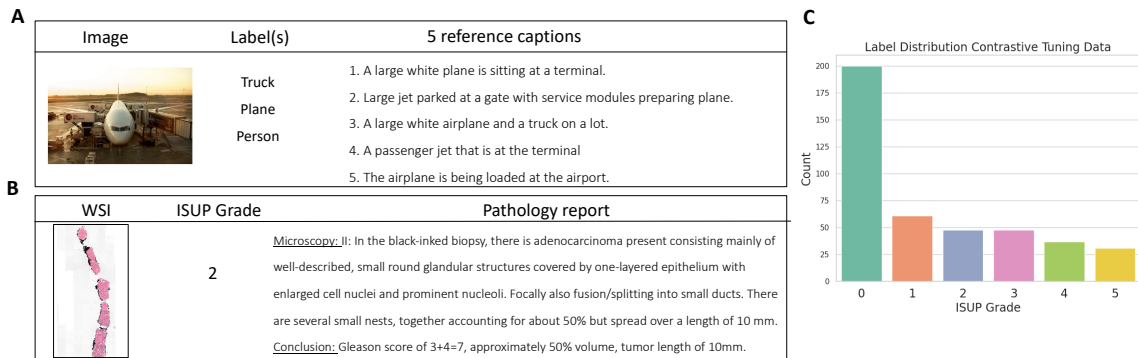 A
Image Label(s) 5 reference captions
Truck
Plane
Person
1. A large white plane is sitting at a terminal.
2. Large jet parked at a gate with service modules preparing plane.
3. A large white airplane and a truck on a lot.
4. A passenger jet that is at the terminal
5. The airplane is being loaded at the airport.
B
WSI ISUP Grade Pathology report
2
Microscopy: II: In the black-inked biopsy, there is adenocarcinoma present consisting mainly of
well-described, small round glandular structures covered by one-layered epithelium with
enlarged cell nuclei and prominent nucleoli. Focally also fusion/splitting into small ducts. There
are several small nests, together accounting for about 50% but spread over a length of 10 mm.
Conclusion: Gleason score of 3+4=7, approximately 50% volume, tumor length of 10mm.
C
Label Distribution Contrastive Tuning Data
Count
200
175
150
125
100
75
50
25
0
0 1 2 3 4 5
ISUP Grade